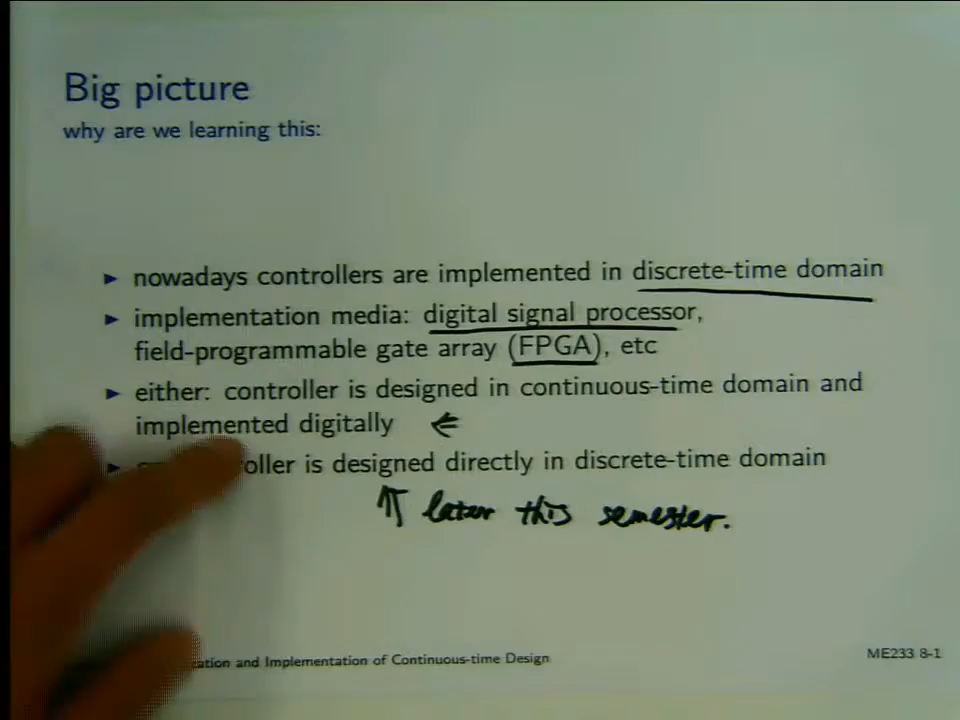 Big picture
why are we learning this:
► nowadays controllers are implemented in discrete-time domain
► implementation media: digital signal processor,
field-programmable gate array (FPGA), etc
► either: controller is designed in continuous-time domain and
implemented digitally ⇐
► oller is designed directly in discrete-time domain
⇑ later this semester.
ation and Implementation of Continuous-time Design
ME233 8-1